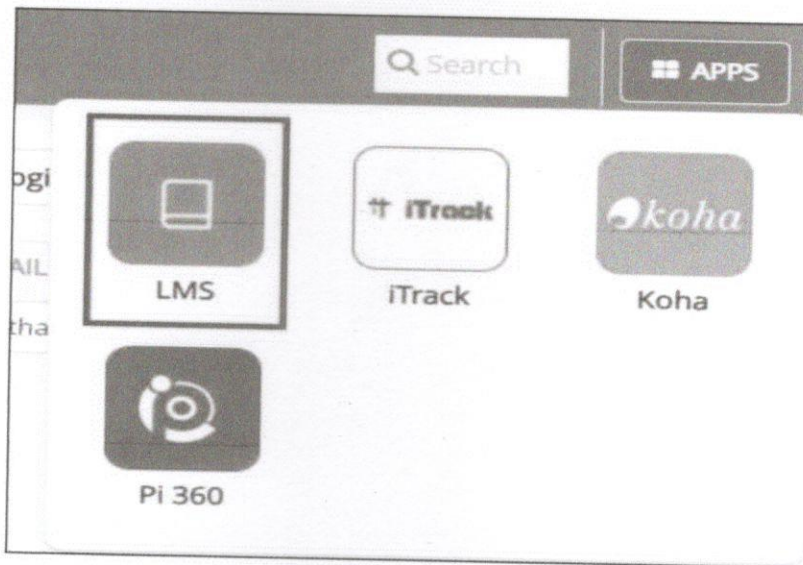 Search
APPS
ogi
AIL
tha
iTrack
koha
LMS
iTrack
Koha
Pi 360